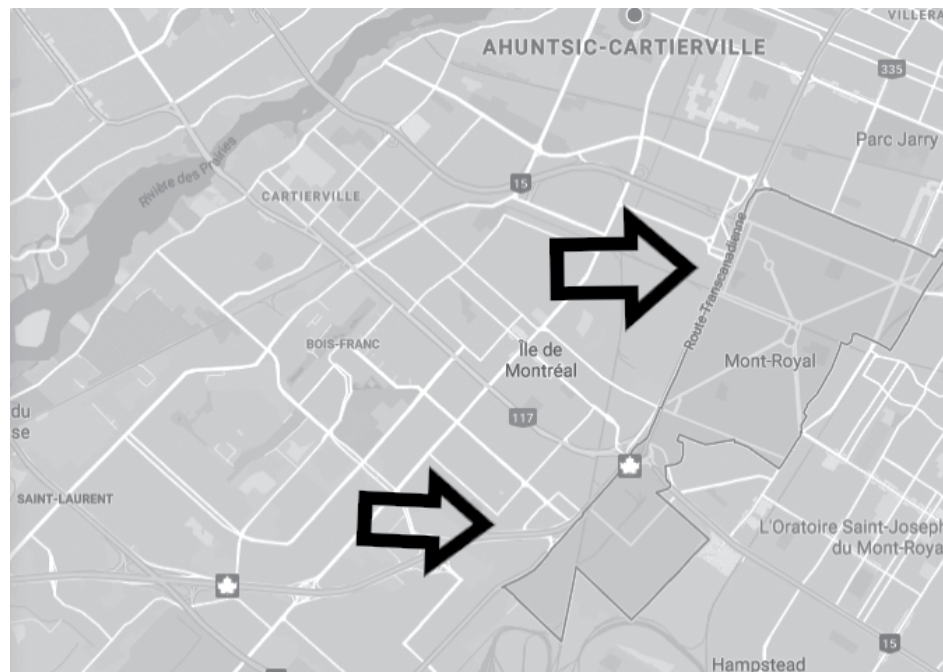 VILLERA
AHUNTSIC-CARTIERVILLE
335
Parc Jarry
Rivière des Prairies
15
CARTIERVILLE
Route Transcanadienne
BOIS-FRANC
Île de
Montréal
Mont-Royal
du
se
117
SAINT-LAURENT
L'Oratoire Saint-Joseph
du Mont-Roya
15
Hampstead